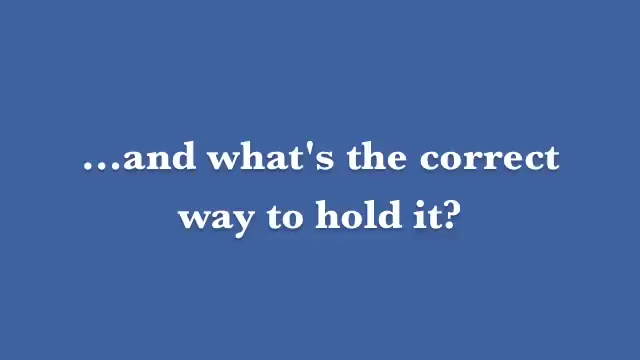 ...and what's the correct
way to hold it?